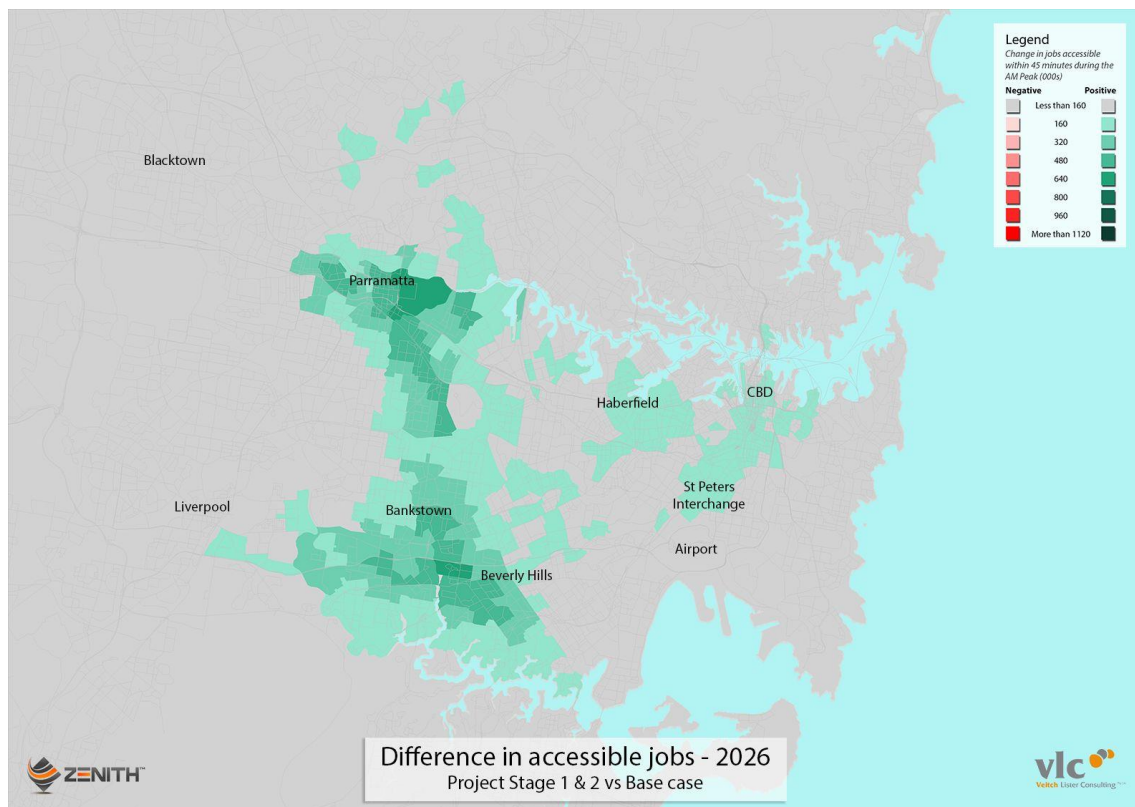 Legend
Change in jobs accessible
within 45 minutes during the
AM Peak (000s)
Negative Positive
Less than 160
160
320
480
640
800
960
More than 1120
Blacktown
Parramatta
CBD
Haberfield
St Peters
Interchange
Liverpool
Bankstown
Airport
Beverly Hills
Difference in accessible jobs - 2026
Project Stage 1 & 2 vs Base case
ZENITH™
vlc
Veitch Lister Consulting